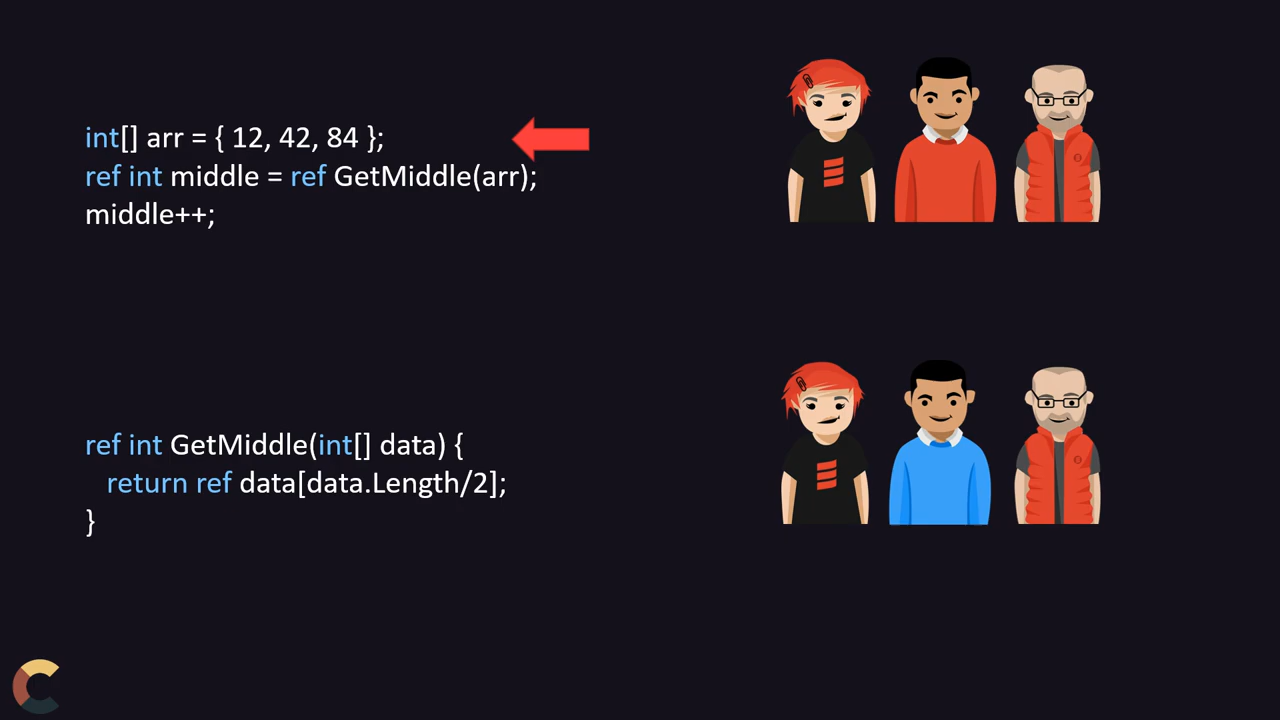 int[] arr = { 12, 42, 84 };
ref int middle = ref GetMiddle(arr);
middle++;
ref int GetMiddle(int[] data) {
return ref data[data.Length/2];
}